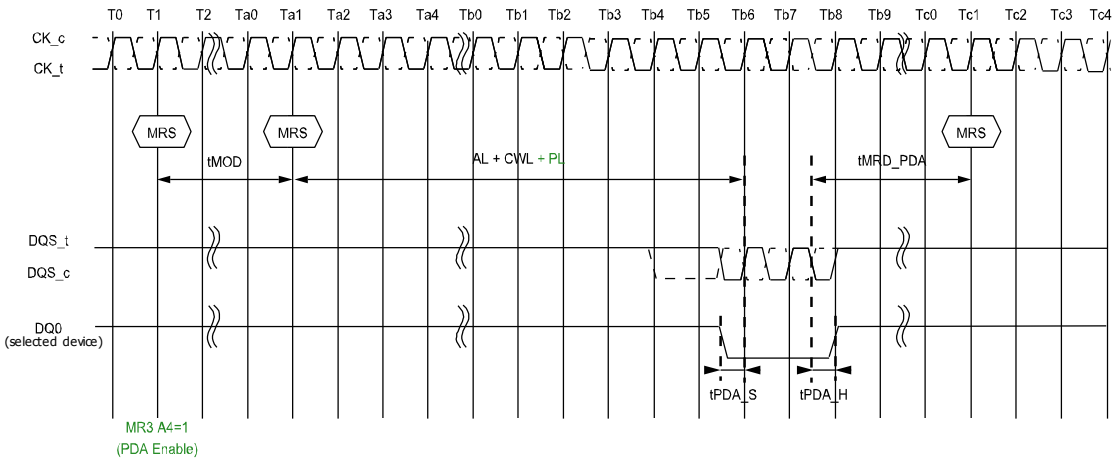 T0 T1 T2 Ta0 Ta1 Ta2 Ta3 Ta4 Tb0 Tb1 Tb2 Tb3 Tb4 Tb5 Tb6 Tb7 Tb8 Tb9 Tc0 Tc1 Tc2 Tc3 Tc4
CK_c
CK_t
MRS MRS MRS
tMOD AL + CWL + PL tMRD_PDA
DQS_t
DQS_c
DQ0
(selected device)
tPDA_S tPDA_H
MR3 A4=1
(PDA Enable)